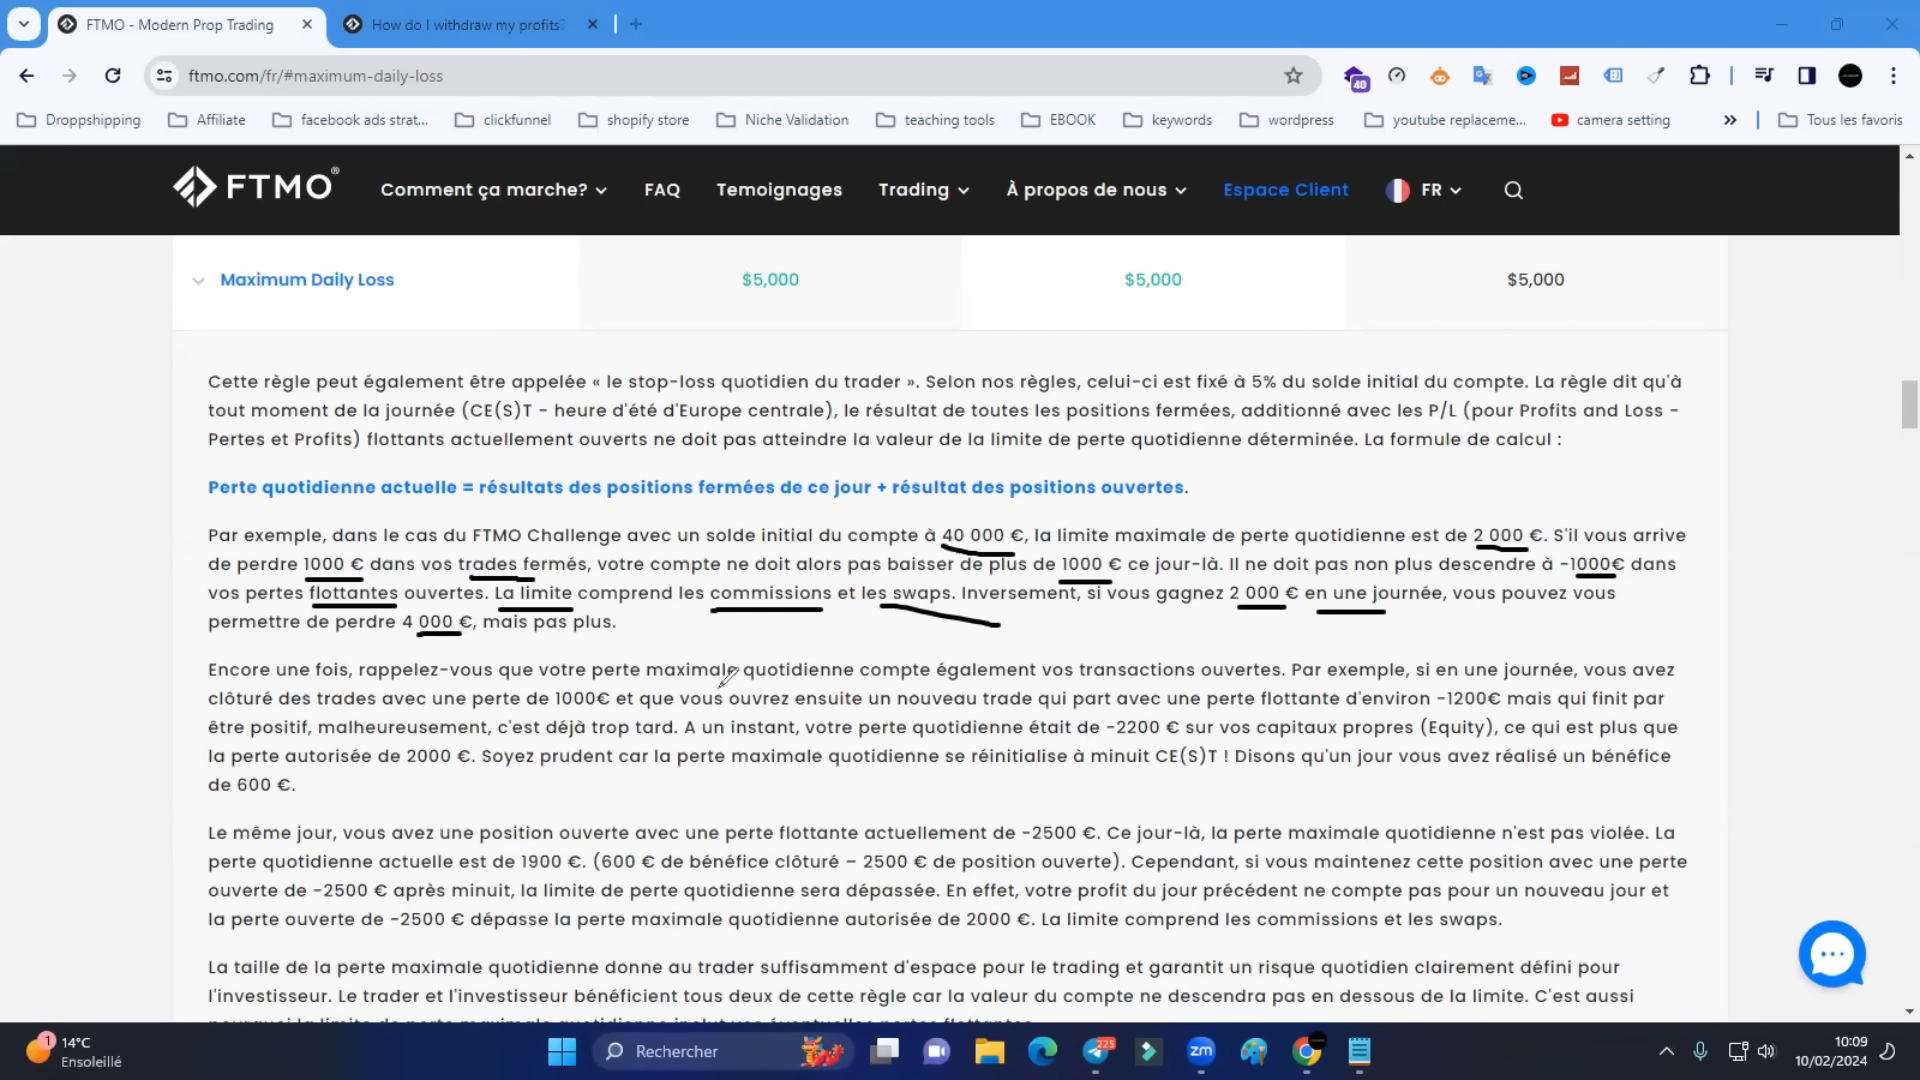 FTMO - Modern Prop Trading
How do I withdraw my profits?
ftmo.com/fr/#maximum-daily-loss
40
Droppshipping
Affiliate
facebook ads strat...
clickfunnel
shopify store
Niche Validation
teaching tools
EBOOK
keywords
wordpress
youtube replaceme...
camera setting
Tous les favoris
FTMO®
Comment ça marche?
FAQ
Temoignages
Trading
À propos de nous
Espace Client
FR
Maximum Daily Loss
$5,000
$5,000
$5,000
Cette règle peut également être appelée « le stop-loss quotidien du trader ». Selon nos règles, celui-ci est fixé à 5% du solde initial du compte. La règle dit qu'à
tout moment de la journée (CE(S)T - heure d'été d'Europe centrale), le résultat de toutes les positions fermées, additionné avec les P/L (pour Profits and Loss -
Pertes et Profits) flottants actuellement ouverts ne doit pas atteindre la valeur de la limite de perte quotidienne déterminée. La formule de calcul :
Perte quotidienne actuelle = résultats des positions fermées de ce jour + résultat des positions ouvertes.
Par exemple, dans le cas du FTMO Challenge avec un solde initial du compte à 40 000 €, la limite maximale de perte quotidienne est de 2 000 €. S'il vous arrive
de perdre 1000 € dans vos trades fermés, votre compte ne doit alors pas baisser de plus de 1000 € ce jour-là. Il ne doit pas non plus descendre à -1000€ dans
vos pertes flottantes ouvertes. La limite comprend les commissions et les swaps. Inversement, si vous gagnez 2 000 € en une journée, vous pouvez vous
permettre de perdre 4 000 €, mais pas plus.
Encore une fois, rappelez-vous que votre perte maximale quotidienne compte également vos transactions ouvertes. Par exemple, si en une journée, vous avez
clôturé des trades avec une perte de 1000€ et que vous ouvrez ensuite un nouveau trade qui part avec une perte flottante d'environ -1200€ mais qui finit par
être positif, malheureusement, c'est déjà trop tard. A un instant, votre perte quotidienne était de -2200 € sur vos capitaux propres (Equity), ce qui est plus que
la perte autorisée de 2000 €. Soyez prudent car la perte maximale quotidienne se réinitialise à minuit CE(S)T ! Disons qu'un jour vous avez réalisé un bénéfice
de 600 €.
Le même jour, vous avez une position ouverte avec une perte flottante actuellement de -2500 €. Ce jour-là, la perte maximale quotidienne n'est pas violée. La
perte quotidienne actuelle est de 1900 €. (600 € de bénéfice clôturé – 2500 € de position ouverte). Cependant, si vous maintenez cette position avec une perte
ouverte de -2500 € après minuit, la limite de perte quotidienne sera dépassée. En effet, votre profit du jour précédent ne compte pas pour un nouveau jour et
la perte ouverte de -2500 € dépasse la perte maximale quotidienne autorisée de 2000 €. La limite comprend les commissions et les swaps.
La taille de la perte maximale quotidienne donne au trader suffisamment d'espace pour le trading et garantit un risque quotidien clairement défini pour
l'investisseur. Le trader et l'investisseur bénéficient tous deux de cette règle car la valeur du compte ne descendra pas en dessous de la limite. C'est aussi
pourquoi la limite de perte maximale quotidienne inclut vos éventuelles pertes flottantes.
1
14°C
Ensoleillé
Rechercher
225
zm
10:09
10/02/2024